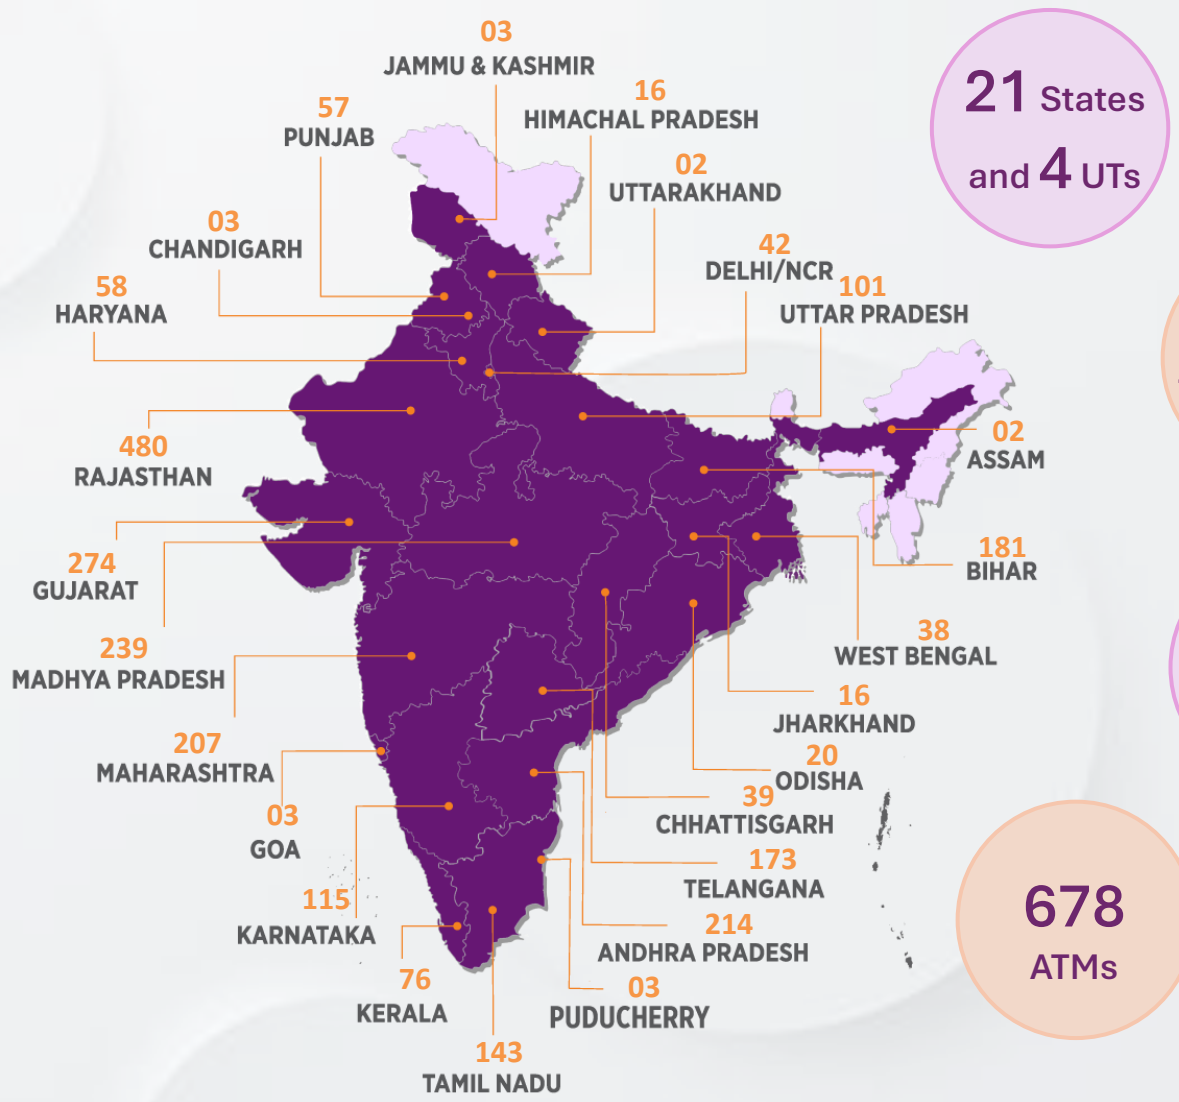 03
JAMMU & KASHMIR
16
HIMACHAL PRADESH
57
PUNJAB
02
UTTARAKHAND
03
CHANDIGARH
42
DELHI/NCR
58
HARYANA
101
UTTAR PRADESH
480
RAJASTHAN
02
ASSAM
274
GUJARAT
181
BIHAR
239
MADHYA PRADESH
38
WEST BENGAL
16
JHARKHAND
207
MAHARASHTRA
20
ODISHA
03
GOA
39
CHHATTISGARH
173
TELANGANA
115
KARNATAKA
214
ANDHRA PRADESH
76
KERALA
03
PUDUCHERRY
143
TAMIL NADU
21 States
and 4 UTs
678
ATMs